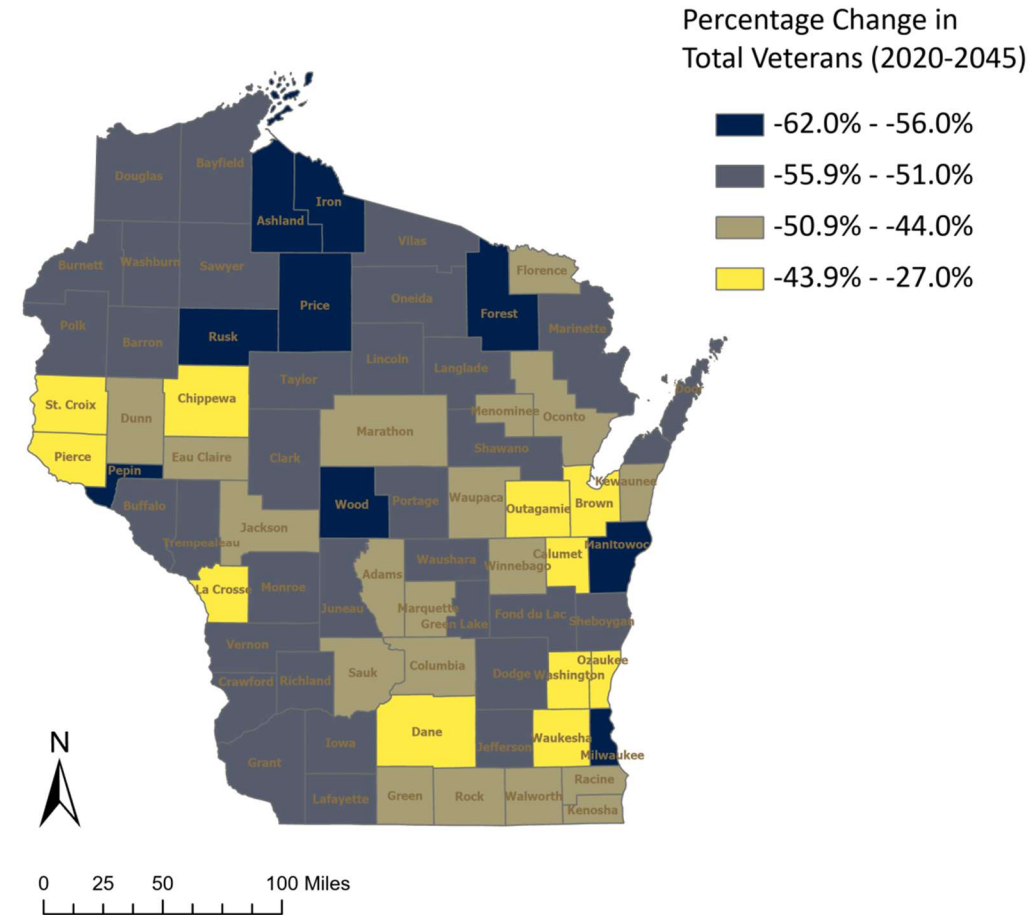 Percentage Change in
Total Veterans (2020-2045)
-62.0% - -56.0%
-55.9% - -51.0%
-50.9% - -44.0%
-43.9% - -27.0%
Douglas
Bayfield
Ashland
Iron
Vilas
Burnett
Washburn
Sawyer
Florence
Price
Oneida
Forest
Polk
Barron
Rusk
Marinette
Taylor
Lincoln
Langlade
Door
St. Croix
Dunn
Chippewa
Menominee
Oconto
Marathon
Pierce
Pepin
Eau Claire
Clark
Shawano
Buffalo
Wood
Portage
Waupaca
Outagamie
Brown
Kewaunee
Trempealeau
Jackson
Waushara
Winnebago
Calumet
Manitowoc
La Crosse
Monroe
Juneau
Adams
Marquette
Green Lake
Fond du Lac
Sheboygan
Vernon
Crawford
Richland
Sauk
Columbia
Dodge
Washington
Ozaukee
Grant
Iowa
Dane
Jefferson
Waukesha
Milwaukee
Lafayette
Green
Rock
Walworth
Racine
Kenosha
N
0 25 50 100 Miles